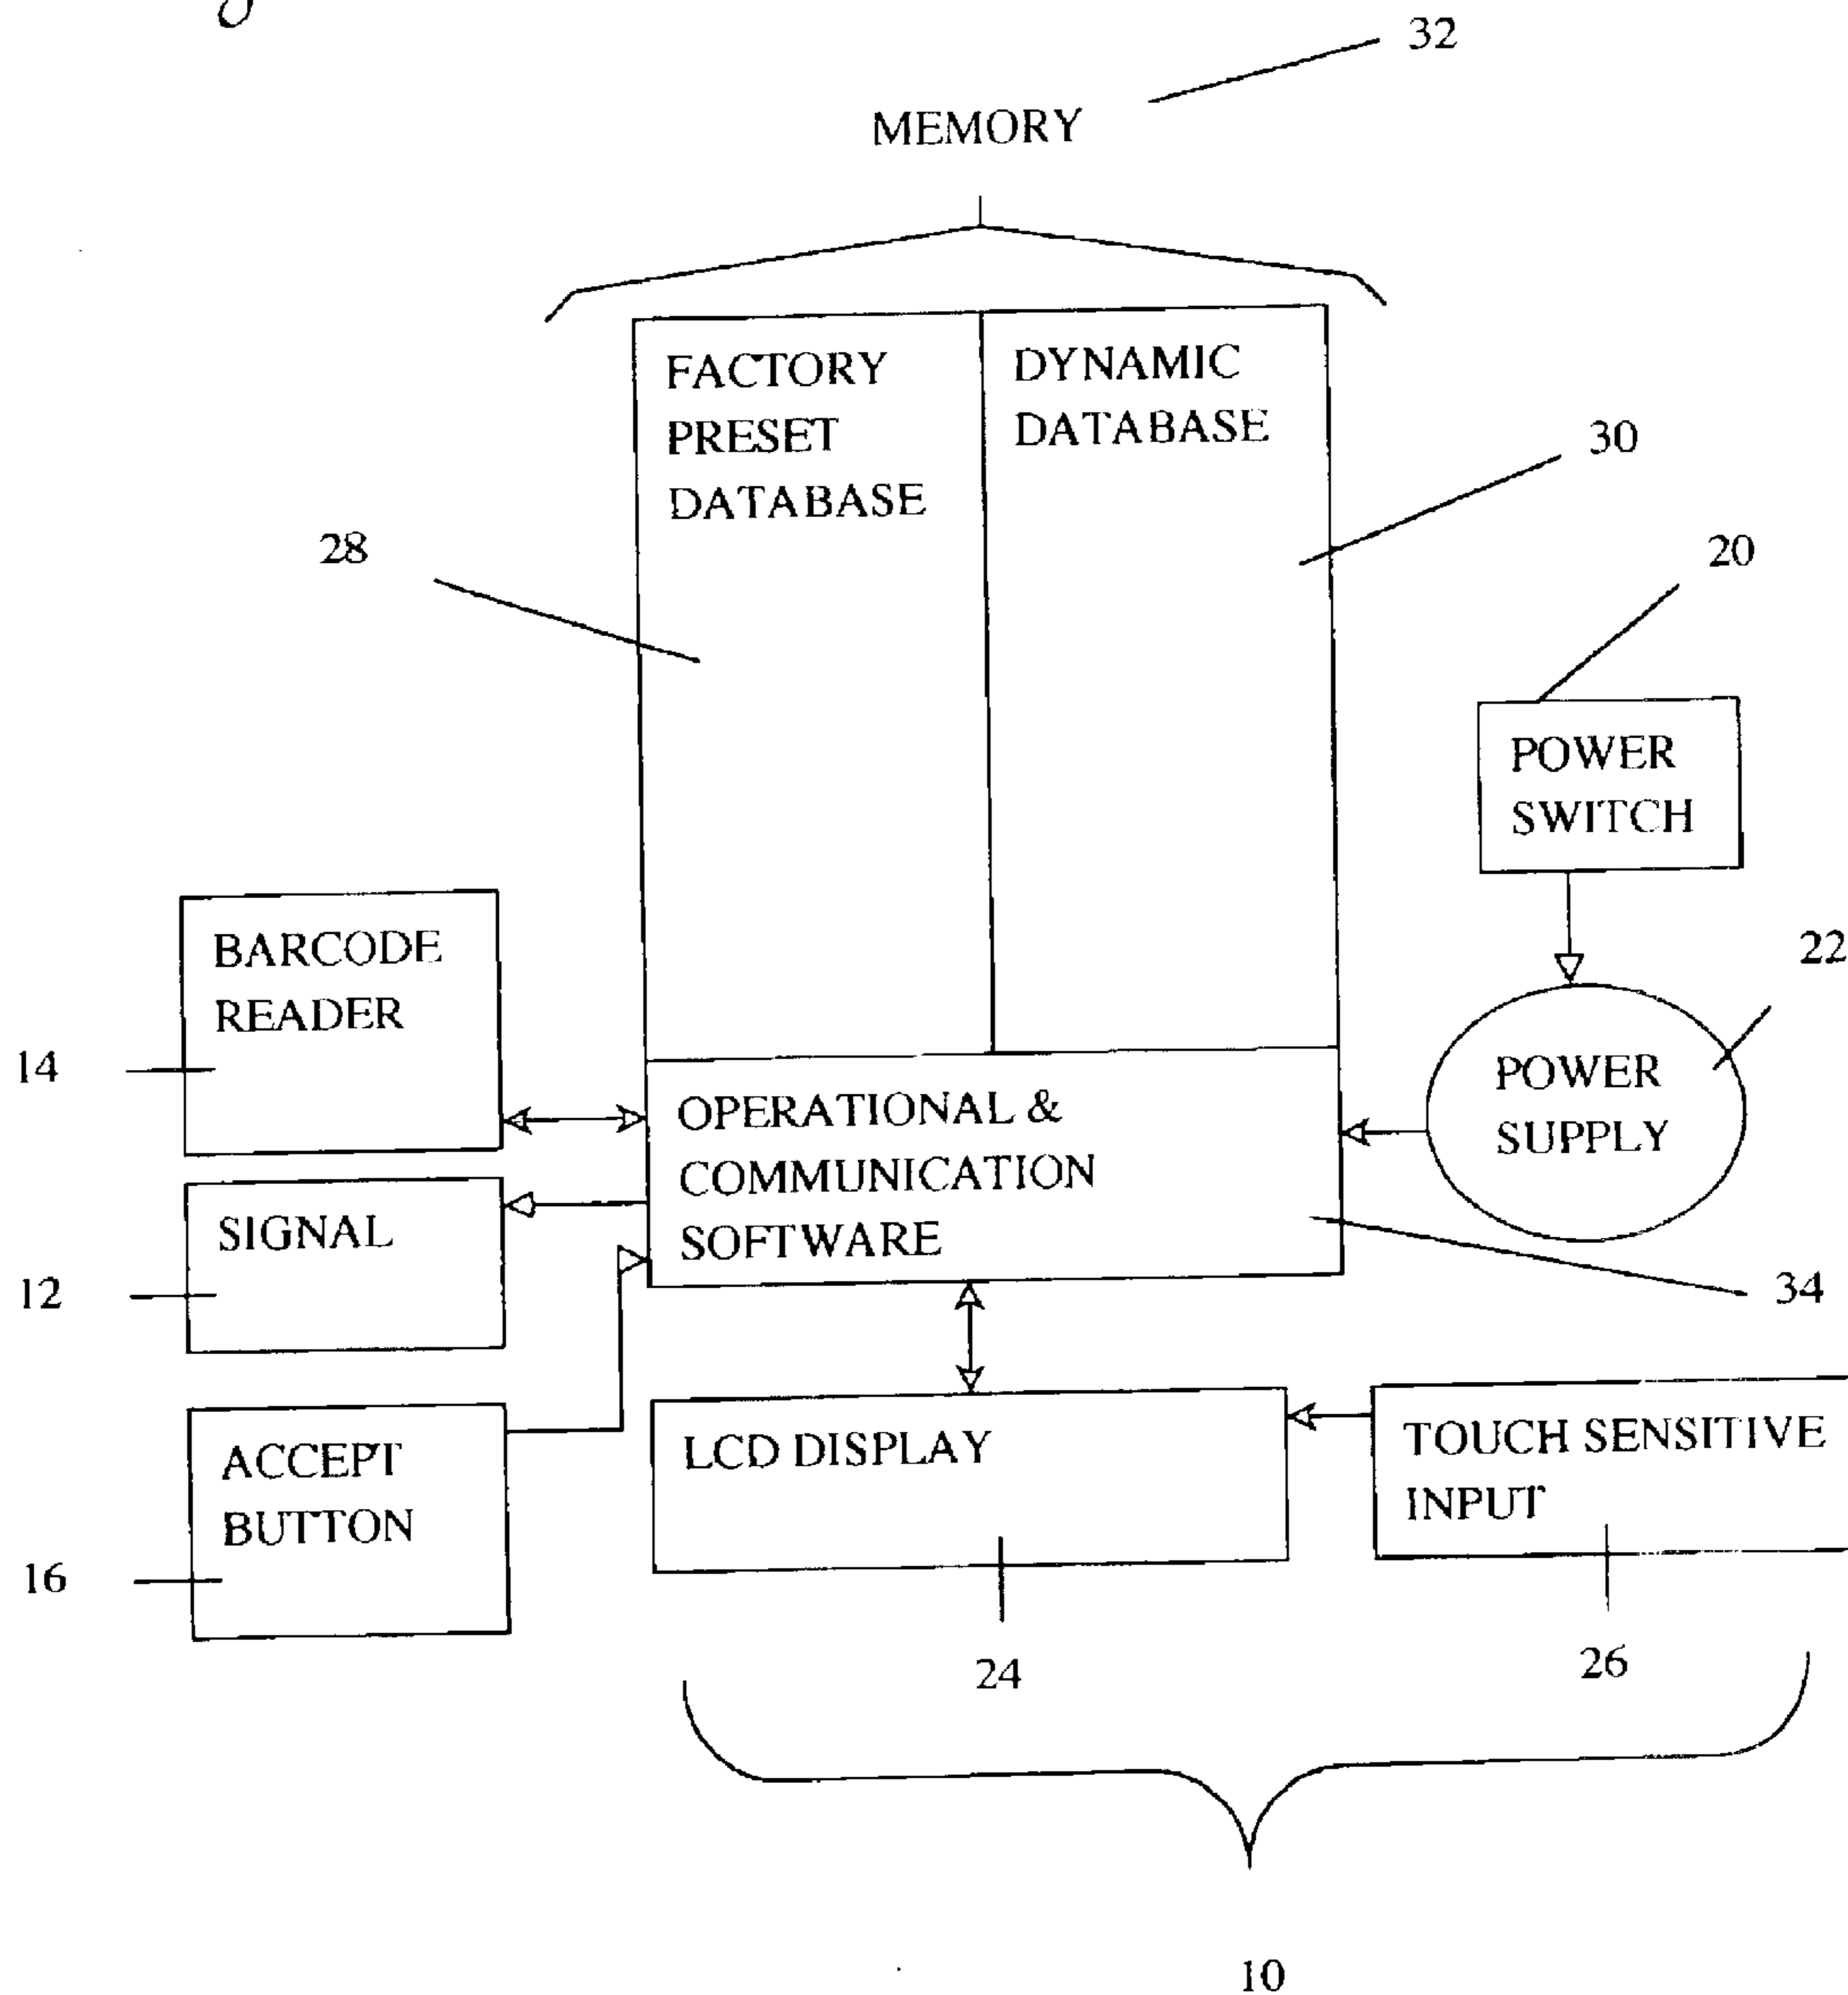 32
MEMORY
FACTORY
PRESET
DATABASE
DYNAMIC
DATABASE
30
28
20
POWER
SWITCH
BARCODE
READER
22
14
POWER
SUPPLY
OPERATIONAL &
COMMUNICATION
SOFTWARE
SIGNAL
12
34
ACCEPT
BUTTON
LCD DISPLAY
TOUCH SENSITIVE
INPUT
16
24
26
10